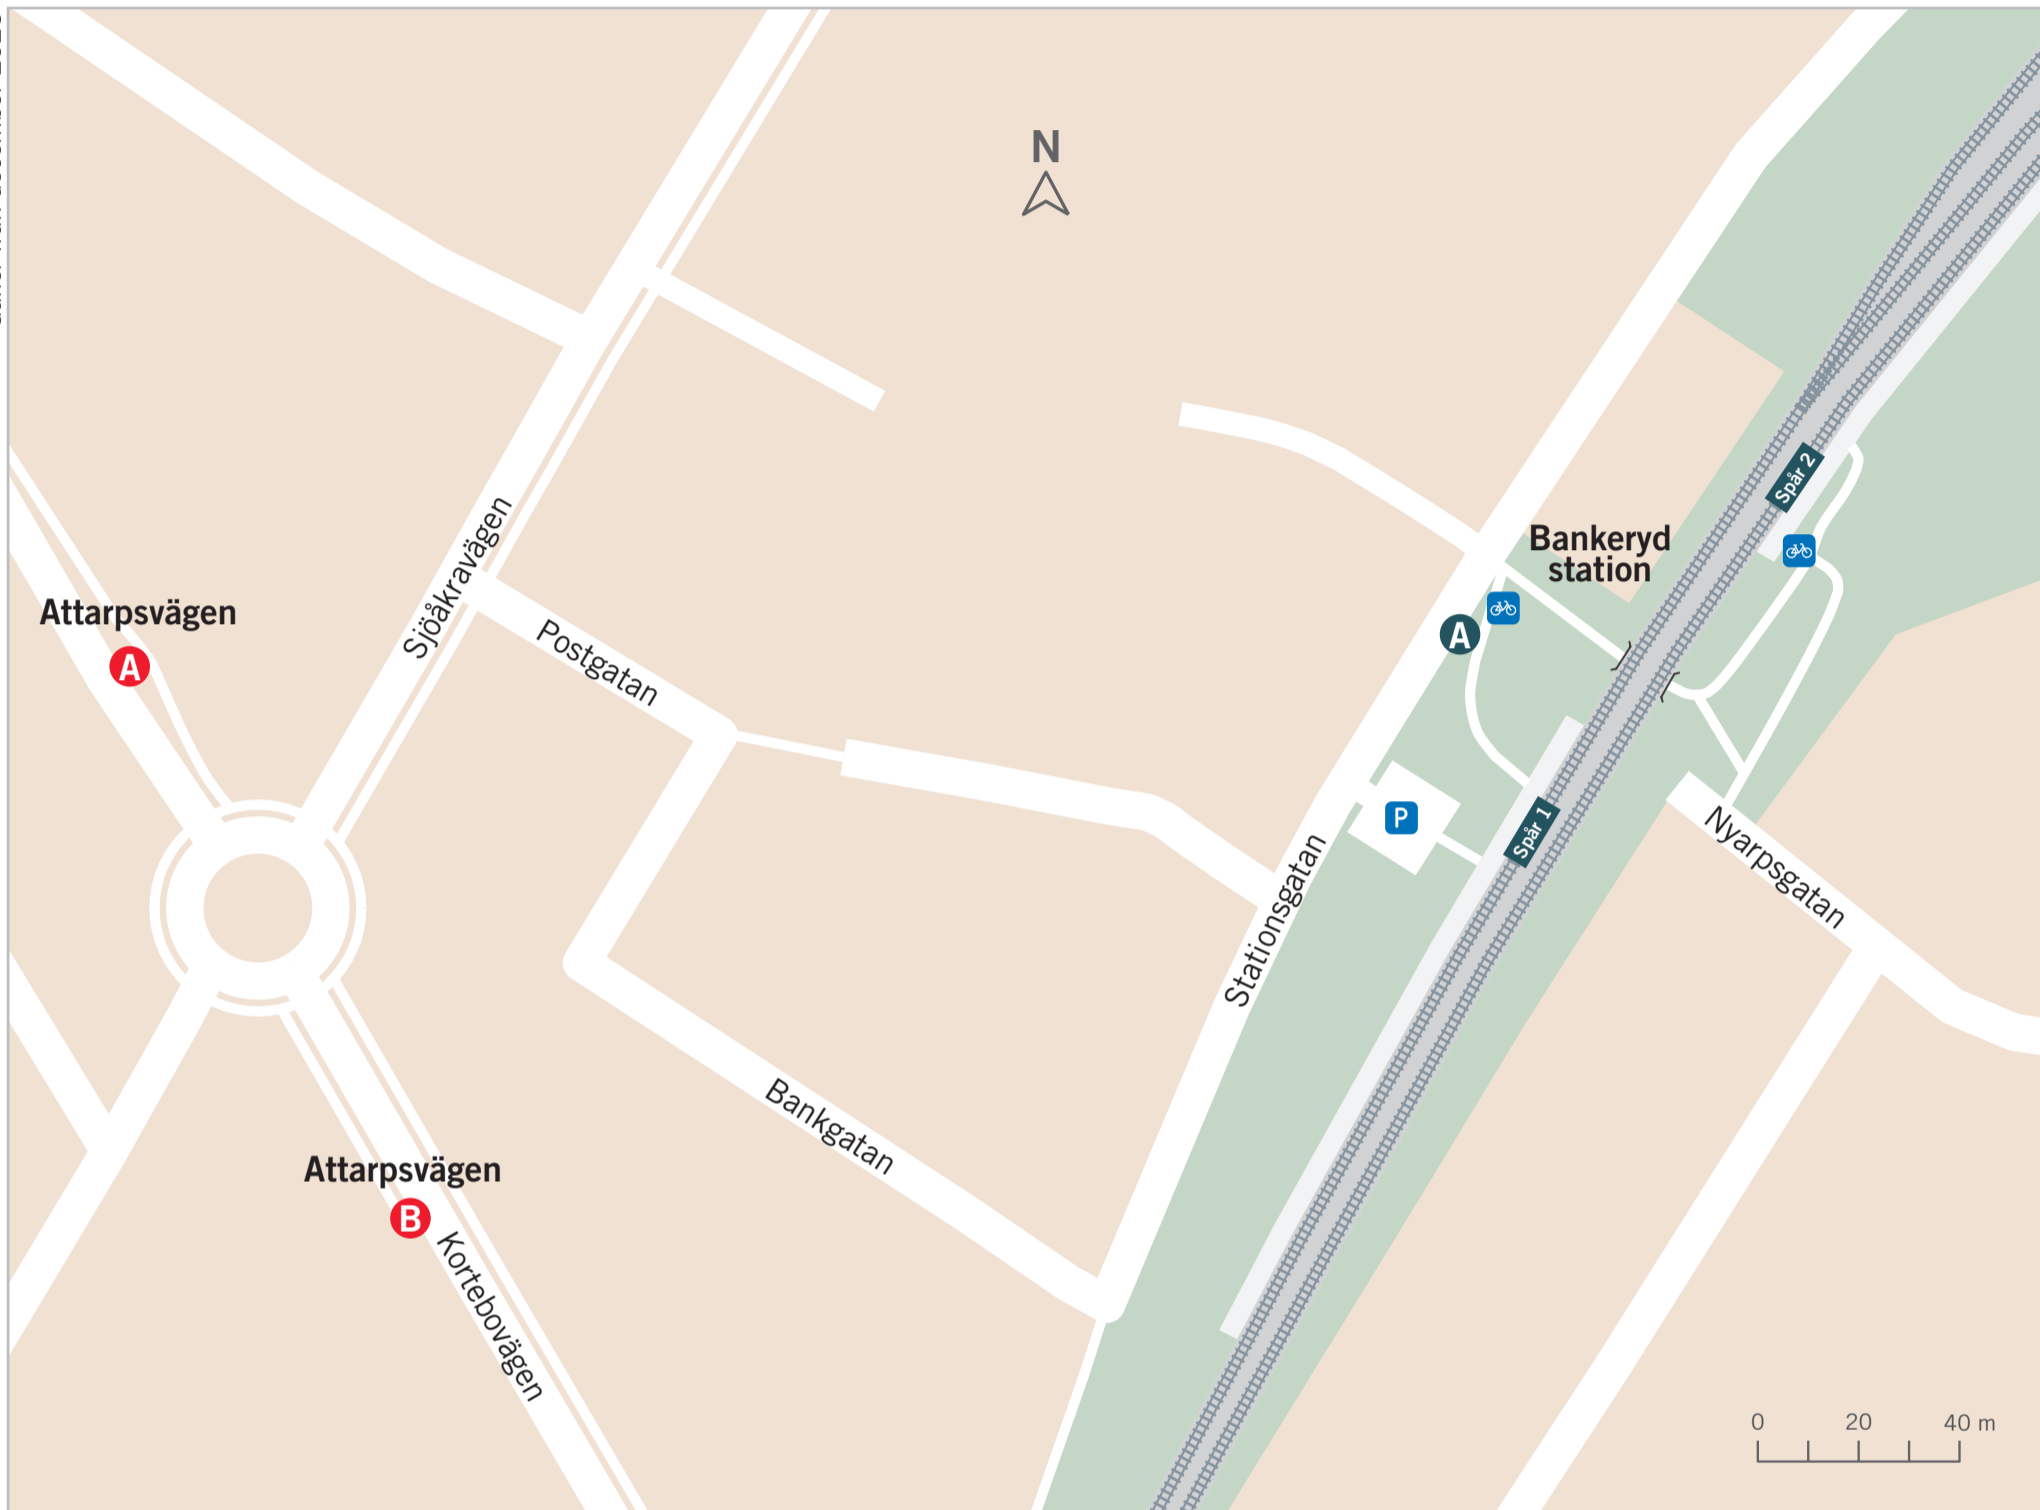 N
Bankeryd
station
Spår 2
A
Attarpsvägen
A
Sjöåkravägen
Postgatan
P
Spår 1
Nyarpsgatan
Stationsgatan
Bankgatan
Attarpsvägen
B
Kortebovägen
0 20 40 m